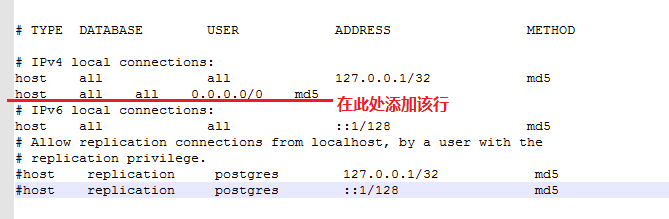 # TYPE  DATABASE        USER            ADDRESS                 METHOD
# IPv4 local connections:
host    all             all             127.0.0.1/32            md5
host    all    all    0.0.0.0/0    md5
在此处添加该行
# IPv6 local connections:
host    all             all             ::1/128                 md5
# Allow replication connections from localhost, by a user with the
# replication privilege.
#host    replication     postgres        127.0.0.1/32            md5
#host    replication     postgres        ::1/128                 md5